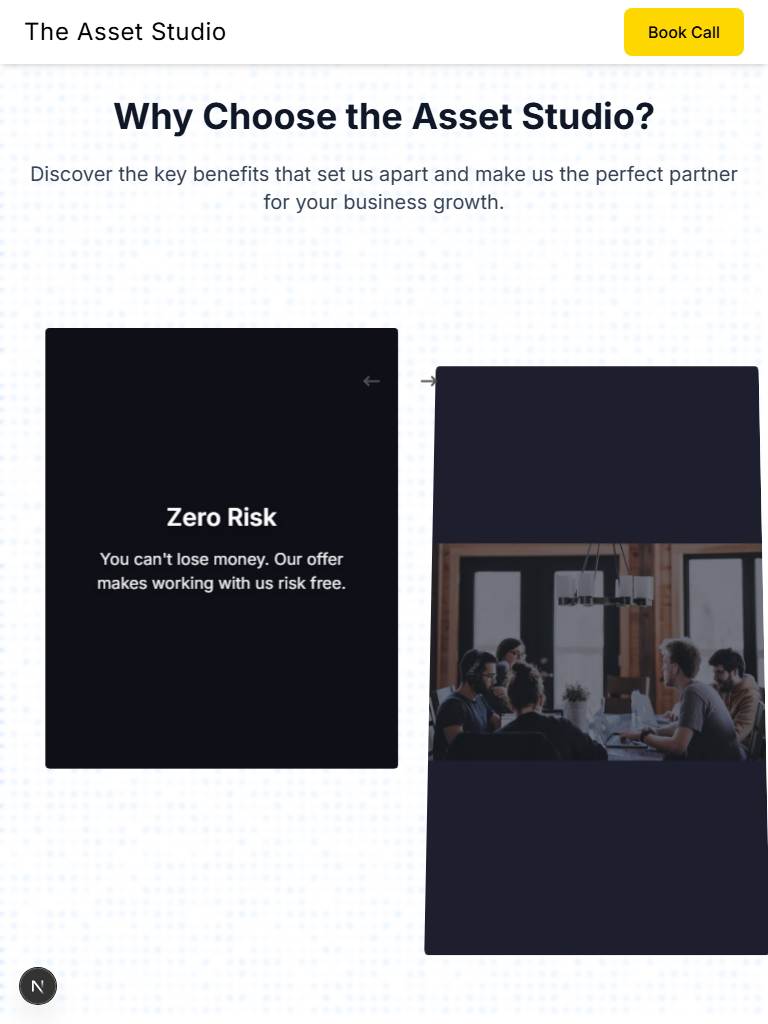 The Asset Studio
Book Call
Why Choose the Asset Studio?
Discover the key benefits that set us apart and make us the perfect partner
for your business growth.
Zero Risk
You can't lose money. Our offer
makes working with us risk free.
N